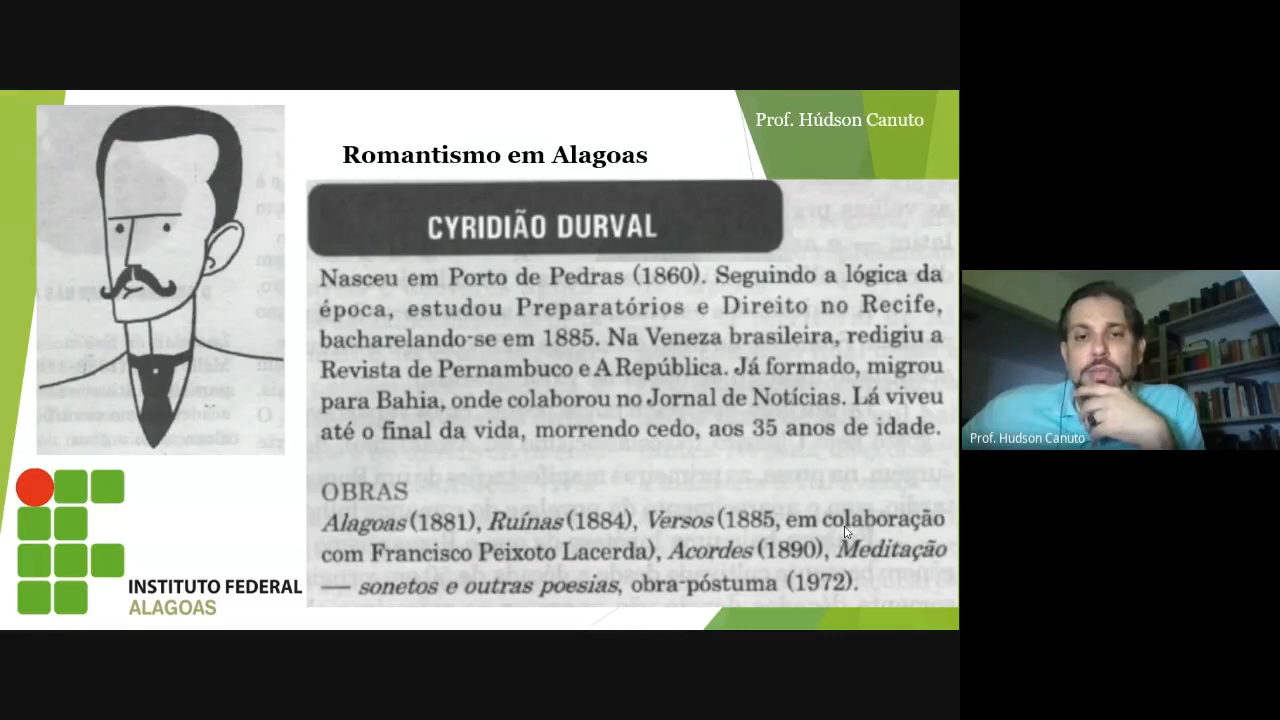 Prof. Húdson Canuto
Romantismo em Alagoas
CYRIDIÃO DURVAL
Nasceu em Porto de Pedras (1860). Seguindo a lógica da
época, estudou Preparatórios e Direito no Recife,
bacharelando-se em 1885. Na Veneza brasileira, redigiu a
Revista de Pernambuco e A República. Já formado, migrou
para Bahia, onde colaborou no Jornal de Notícias. Lá viveu
até o final da vida, morrendo cedo, aos 35 anos de idade.
OBRAS
Alagoas (1881), Ruínas (1884), Versos (1885, em colaboração
com Francisco Peixoto Lacerda), Acordes (1890), Meditação
— sonetos e outras poesias, obra-póstuma (1972).
INSTITUTO FEDERAL
ALAGOAS
Prof. Hudson Canuto